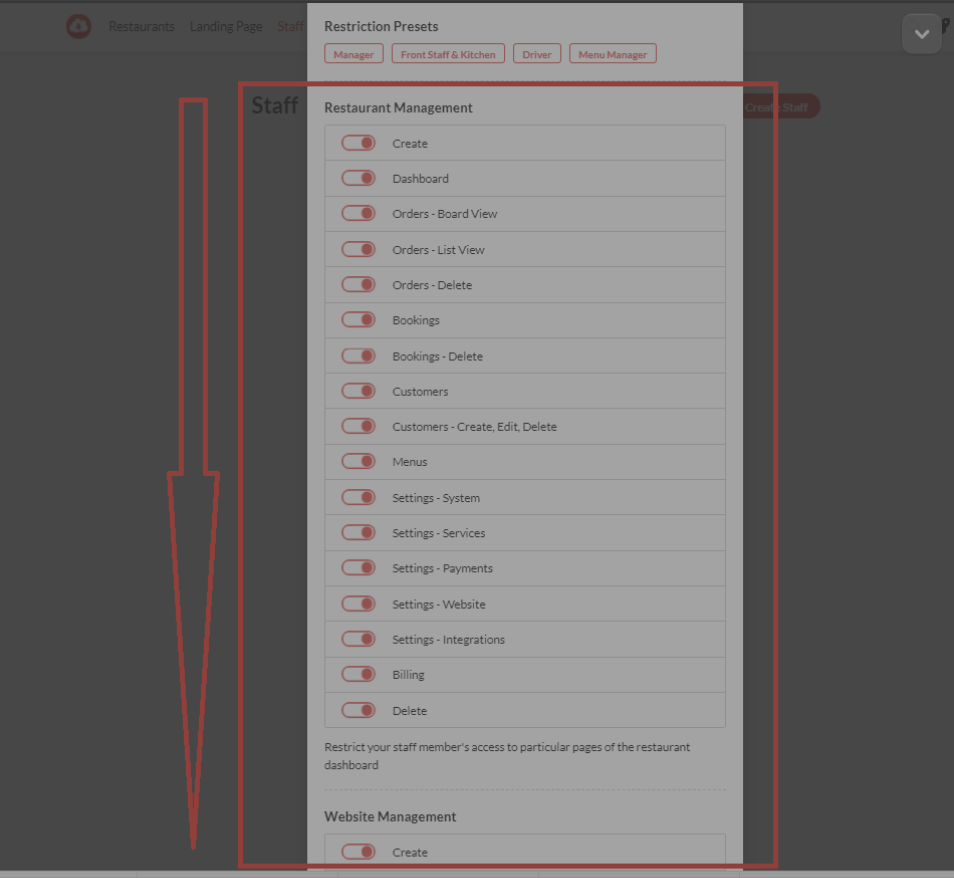 Restaurants Landing Page Staff
Restriction Presets
Manager Front Staff & Kitchen Driver Menu Manager
Staff
Create Staff
Restaurant Management
Create
Dashboard
Orders - Board View
Orders - List View
Orders - Delete
Bookings
Bookings - Delete
Customers
Customers - Create, Edit, Delete
Menus
Settings - System
Settings - Services
Settings - Payments
Settings - Website
Settings - Integrations
Billing
Delete
Restrict your staff member's access to particular pages of the restaurant
dashboard
Website Management
Create